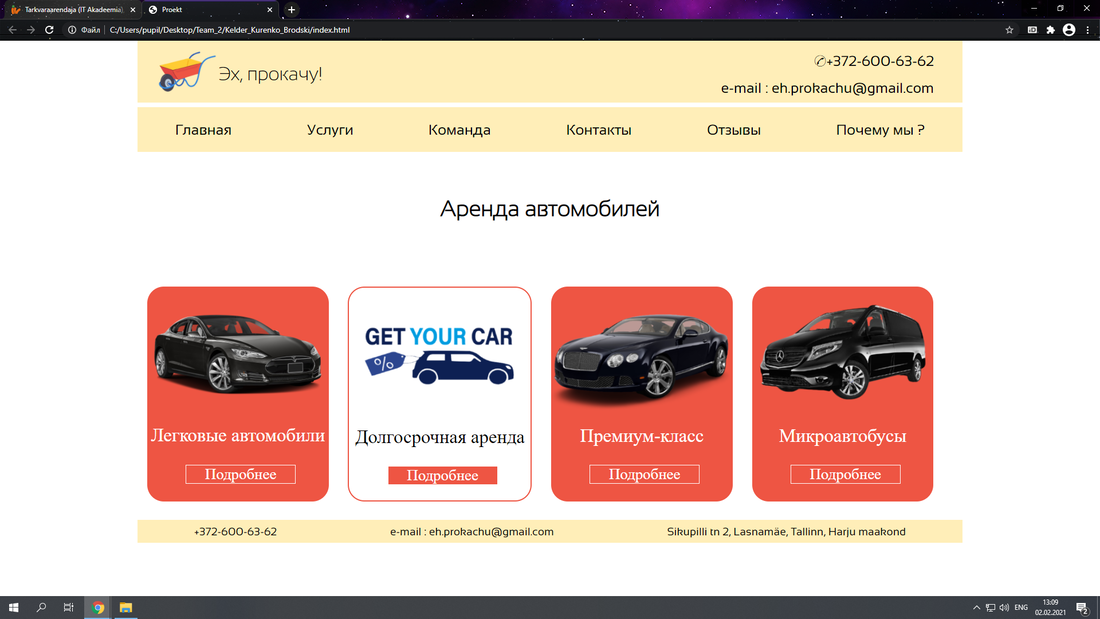 Tarkvaraarendaja (IT Akadeemia)
Proekt
Файл
C:/Users/pupil/Desktop/Team_2/Kelder_Kurenko_Brodski/index.html
Эх, прокачу!
✆+372-600-63-62
e-mail : eh.prokachu@gmail.com
Главная Услуги Команда Контакты Отзывы Почему мы ?
Аренда автомобилей
GET YOUR CAR
%
Легковые автомобили Долгосрочная аренда Премиум-класс Микроавтобусы
Подробнее Подробнее Подробнее Подробнее
+372-600-63-62 e-mail : eh.prokachu@gmail.com Sikupilli tn 2, Lasnamäe, Tallinn, Harju maakond
ENG
13:09
02.02.2021
2